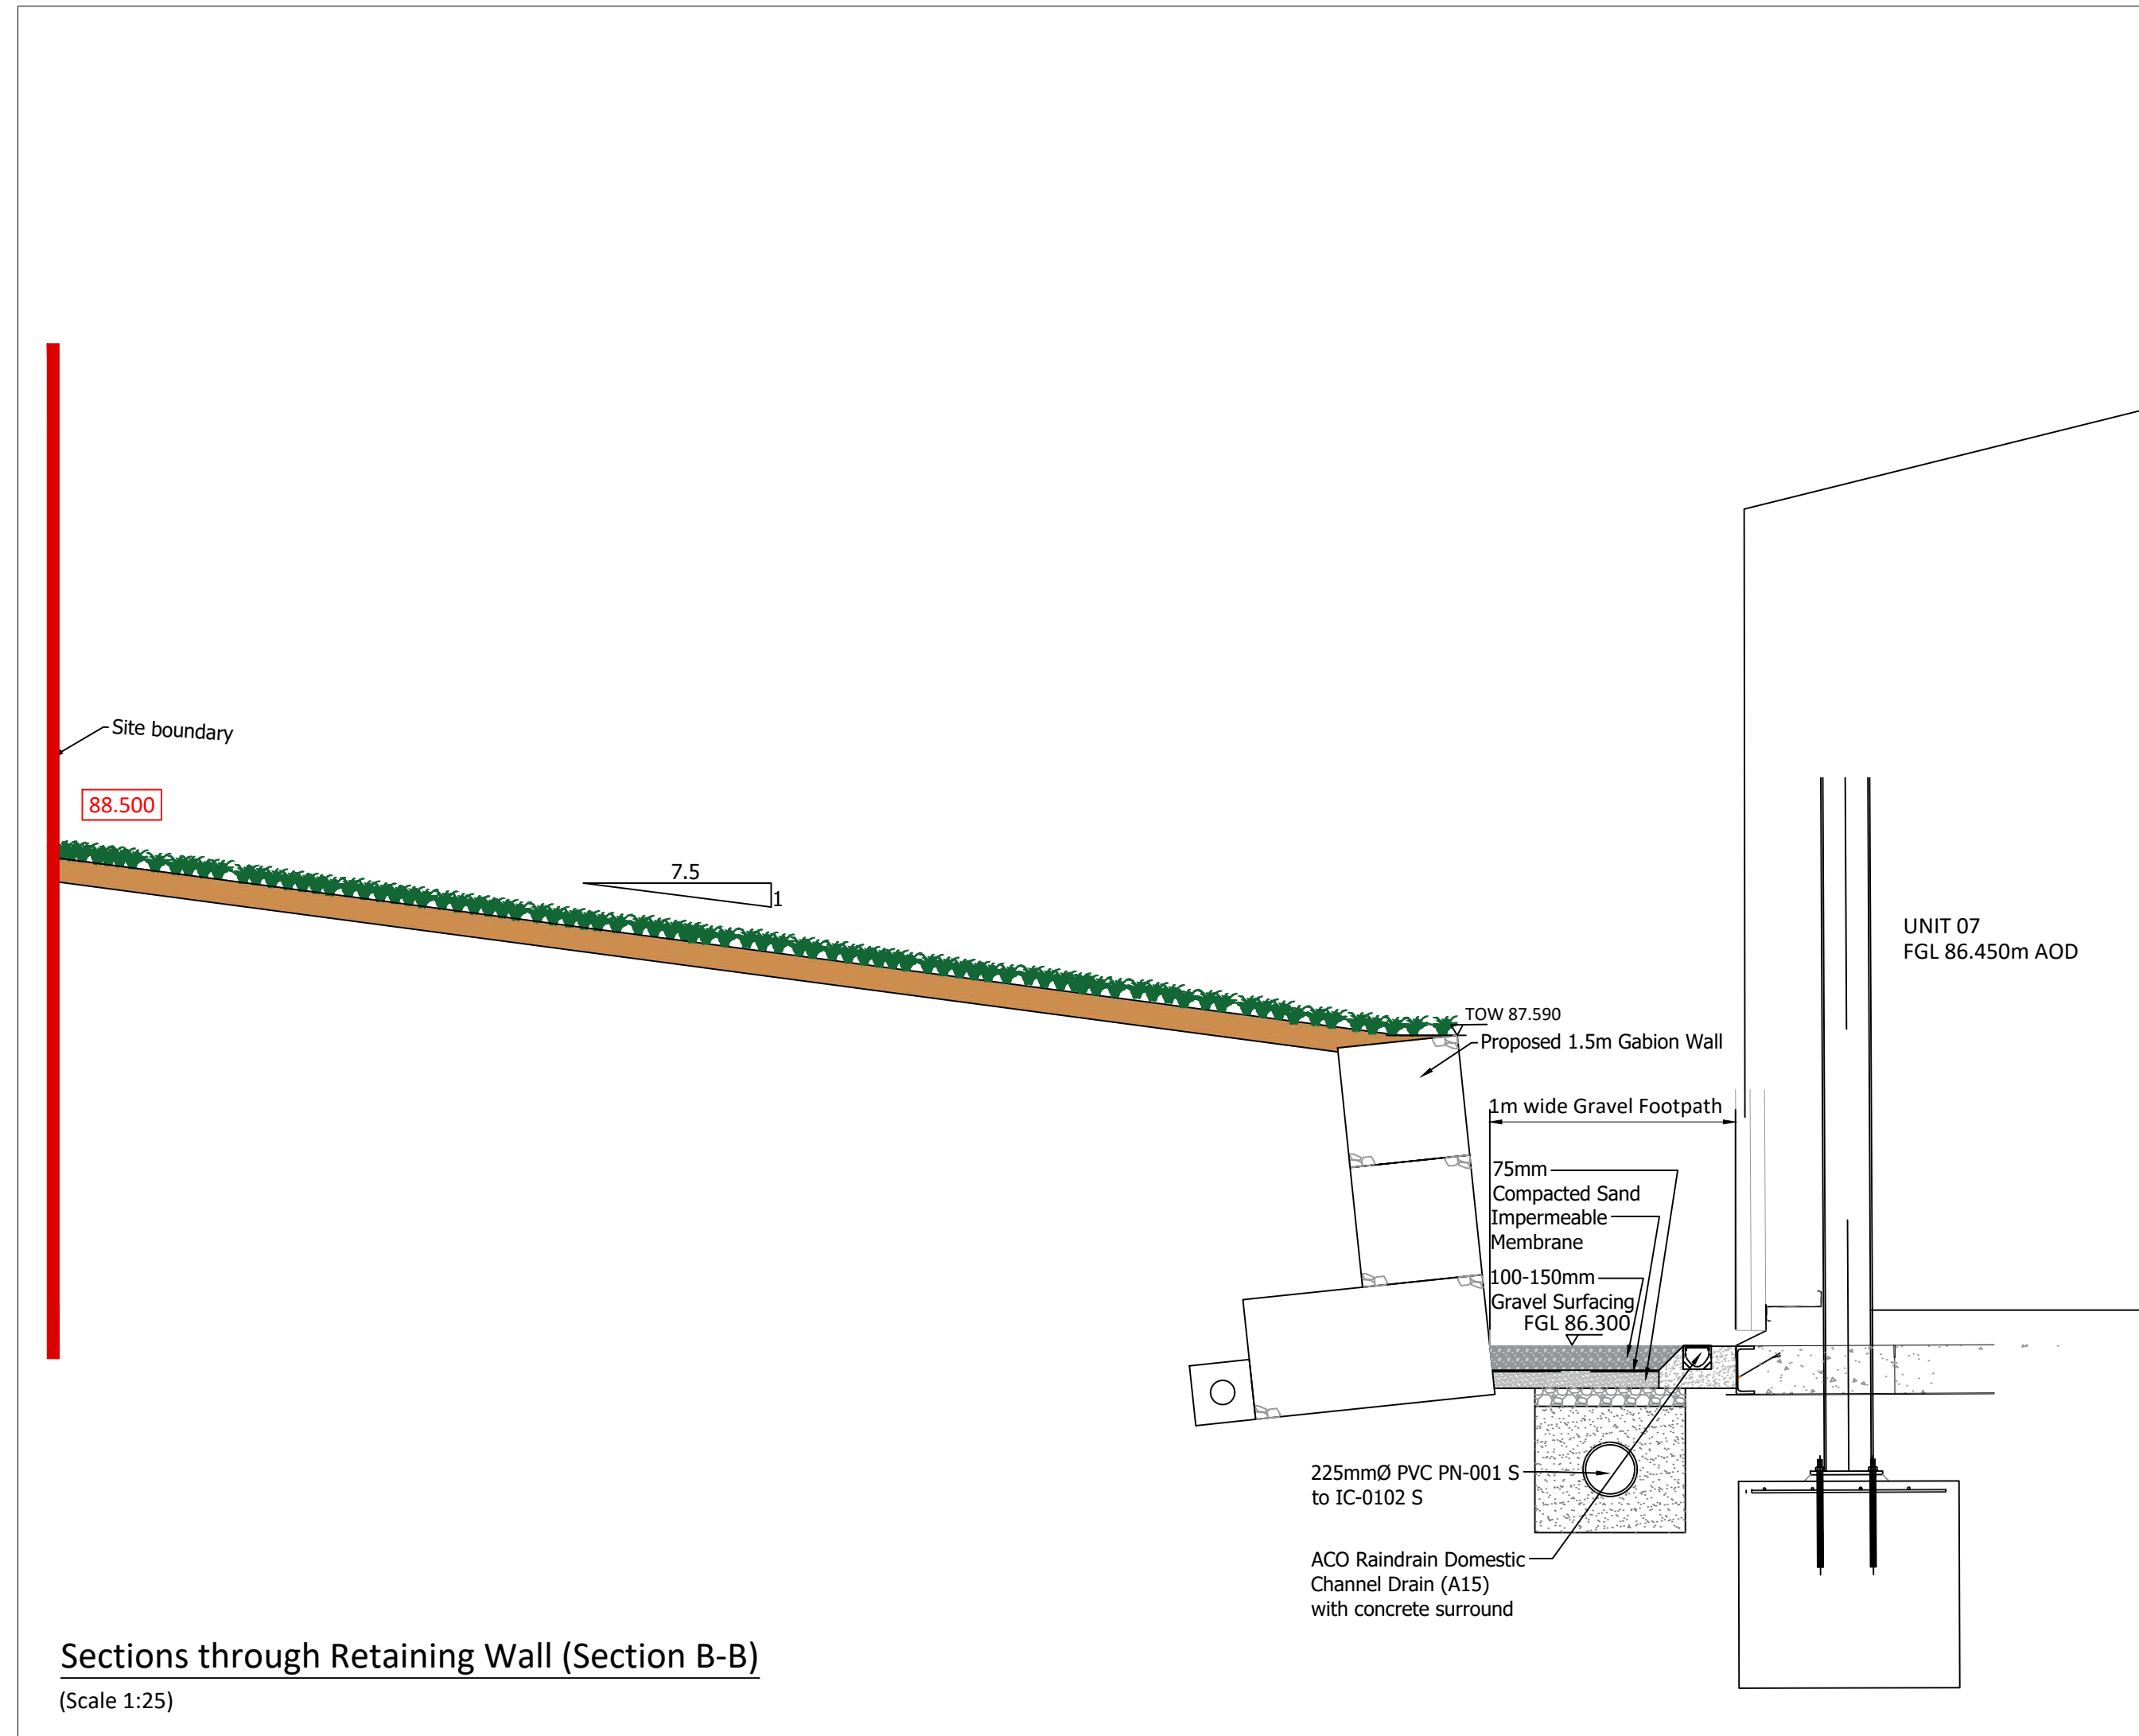 Site boundary
88.500
7.5
1
UNIT 07
FGL 86.450m AOD
TOW 87.590
Proposed 1.5m Gabion Wall
1m wide Gravel Footpath
75mm
Compacted Sand
Impermeable
Membrane
100-150mm
Gravel Surfacing
FGL 86.300
225mmØ PVC PN-001 S
to IC-0102 S
ACO Raindrain Domestic
Channel Drain (A15)
with concrete surround
Sections through Retaining Wall (Section B-B)
(Scale 1:25)